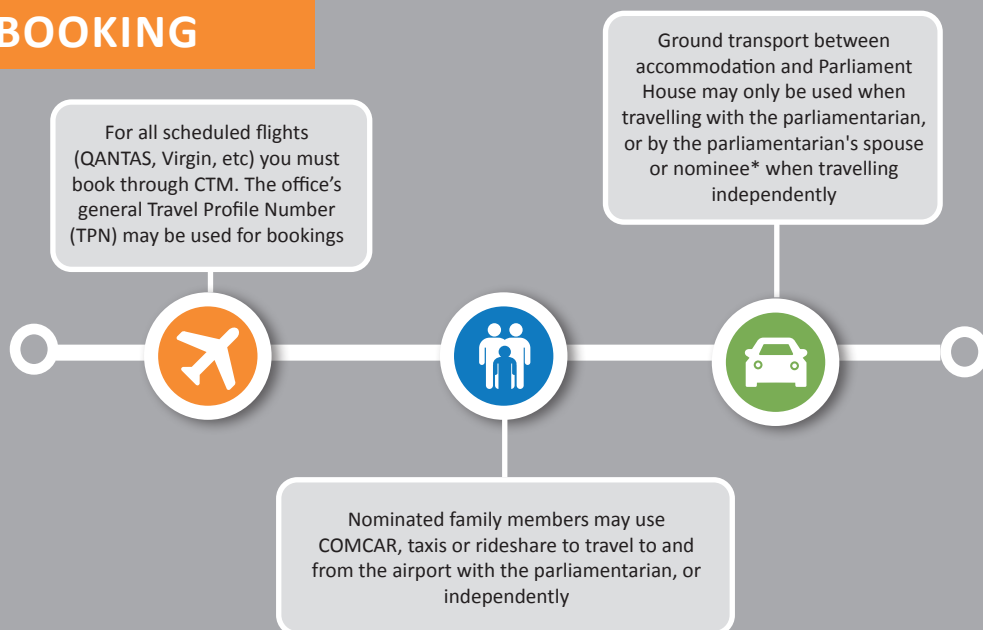 BOOKING
For all scheduled flights
(QANTAS, Virgin, etc) you must
book through CTM. The office's
general Travel Profile Number
(TPN) may be used for bookings
Nominated family members may use
COMCAR, taxis or rideshare to travel to and
from the airport with the parliamentarian, or
independently
Ground transport between
accommodation and Parliament
House may only be used when
travelling with the parliamentarian,
or by the parliamentarian's spouse
or nominee* when travelling
independently